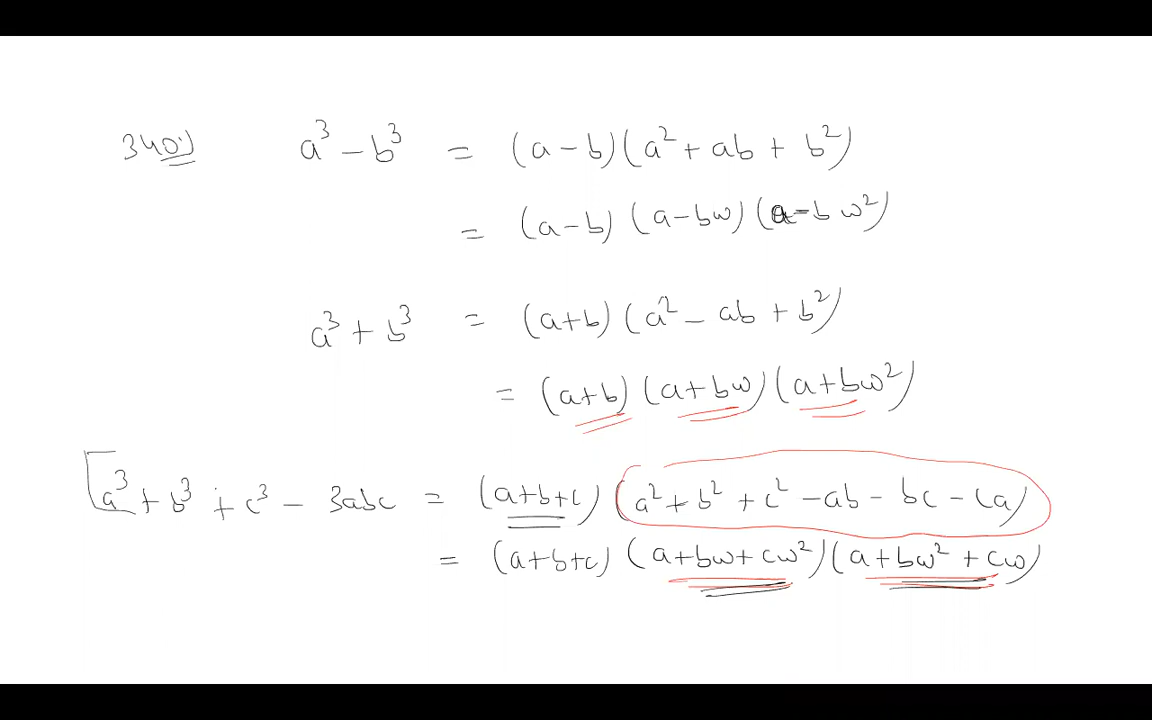 340) a³ - b³ = (a-b)(a² + ab + b²)
= (a-b) (a-bω) (a-bω²)
a³ + b³ = (a+b) (a² - ab + b²)
= (a+b) (a+bω) (a+bω²)
a³ + b³ + c³ - 3abc = (a+b+c) (a² + b² + c² - ab - bc - ca)
= (a+b+c) (a+bω+cω²) (a+bω² + cω)